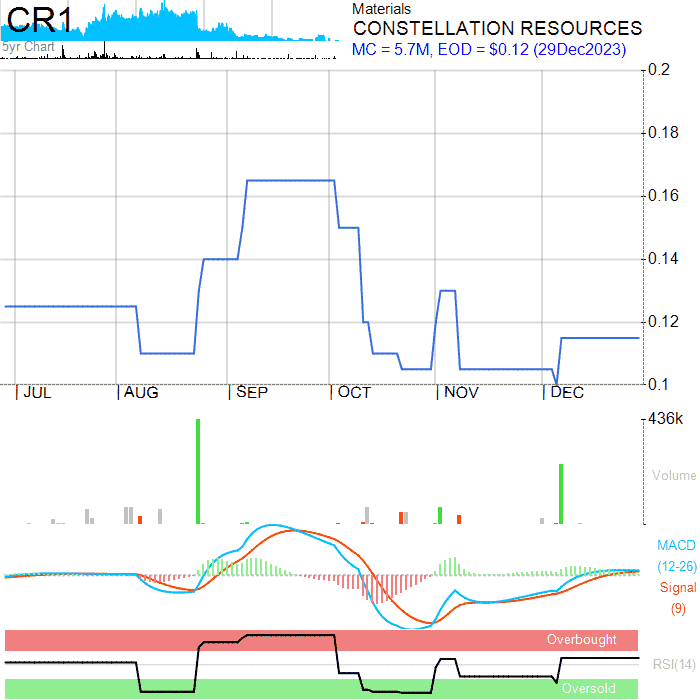 CR1
5yr Chart
Materials
CONSTELLATION RESOURCES
MC = 5.7M, EOD = $0.12 (29Dec2023)
0.2
0.18
0.16
0.14
0.12
0.1
JUL
AUG
SEP
OCT
NOV
DEC
436k
Volume
MACD
(12-26)
Signal
(9)
Overbought
RSI(14)
Oversold